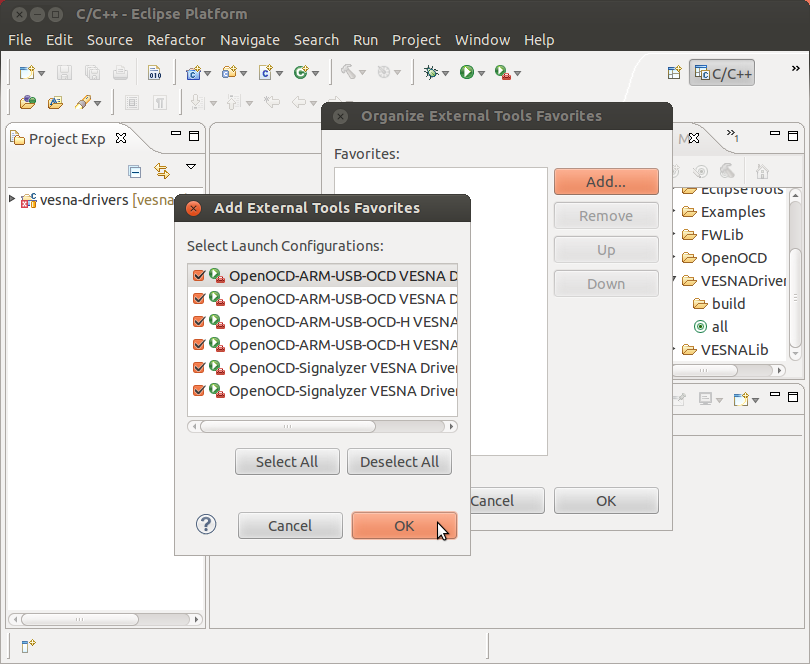 C/C++ - Eclipse Platform
File Edit Source Refactor Navigate Search Run Project Window Help
010
C/C++
»
Project Exp
vesna-drivers [vesna
Organize External Tools Favorites
Favorites:
Add...
Remove
Up
Down
Cancel
OK
Add External Tools Favorites
Select Launch Configurations:
OpenOCD-ARM-USB-OCD VESNA D
OpenOCD-ARM-USB-OCD VESNA D
OpenOCD-ARM-USB-OCD-H VESNA
OpenOCD-ARM-USB-OCD-H VESNA
OpenOCD-Signalyzer VESNA Drive
OpenOCD-Signalyzer VESNA Drive
Select All
Deselect All
?
Cancel
OK
M
»1
EclipseTools
Examples
FWLib
OpenOCD
VESNADriver
build
all
VESNALib